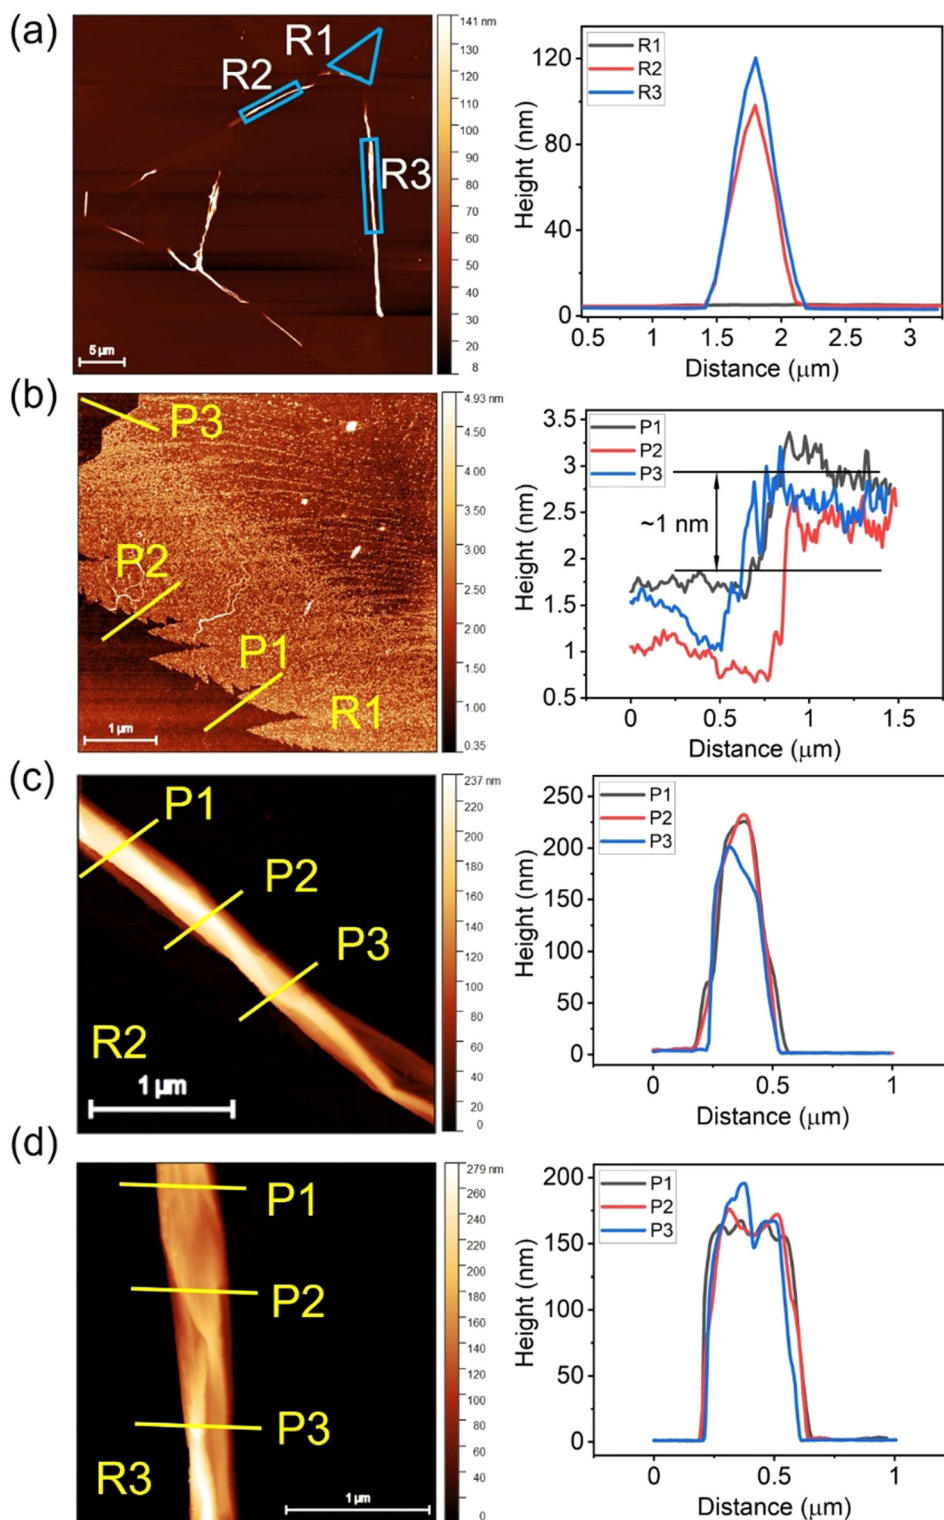 (a)
R1
R2
R3
5 µm
141 nm
130
120
110
100
90
80
70
60
50
40
30
20
8
R1
R2
R3
Height (nm)
120
80
40
0
0.5 1 2 2 3
Distance (µm)
(b)
P3
P2
P1
R1
1 µm
4.93 nm
4.50
4.00
3.50
3.00
2.50
2.00
1.50
1.00
0.35
P1
P2
P3
~1 nm
Height (nm)
3.5
3
2.5
2
1.5
1
0.5
0 0.5 1 1.5
Distance (µm)
(c)
P1
P2
P3
R2
1 µm
237 nm
220
200
180
160
140
120
100
80
60
40
20
0
P1
P2
P3
Height (nm)
250
200
150
100
50
0
0 0.5 1
Distance (µm)
(d)
P1
P2
P3
R3
1 µm
279 nm
260
240
220
200
180
160
140
120
100
80
60
40
20
0
P1
P2
P3
Height (nm)
200
150
100
50
0
0 0.5 1
Distance (µm)